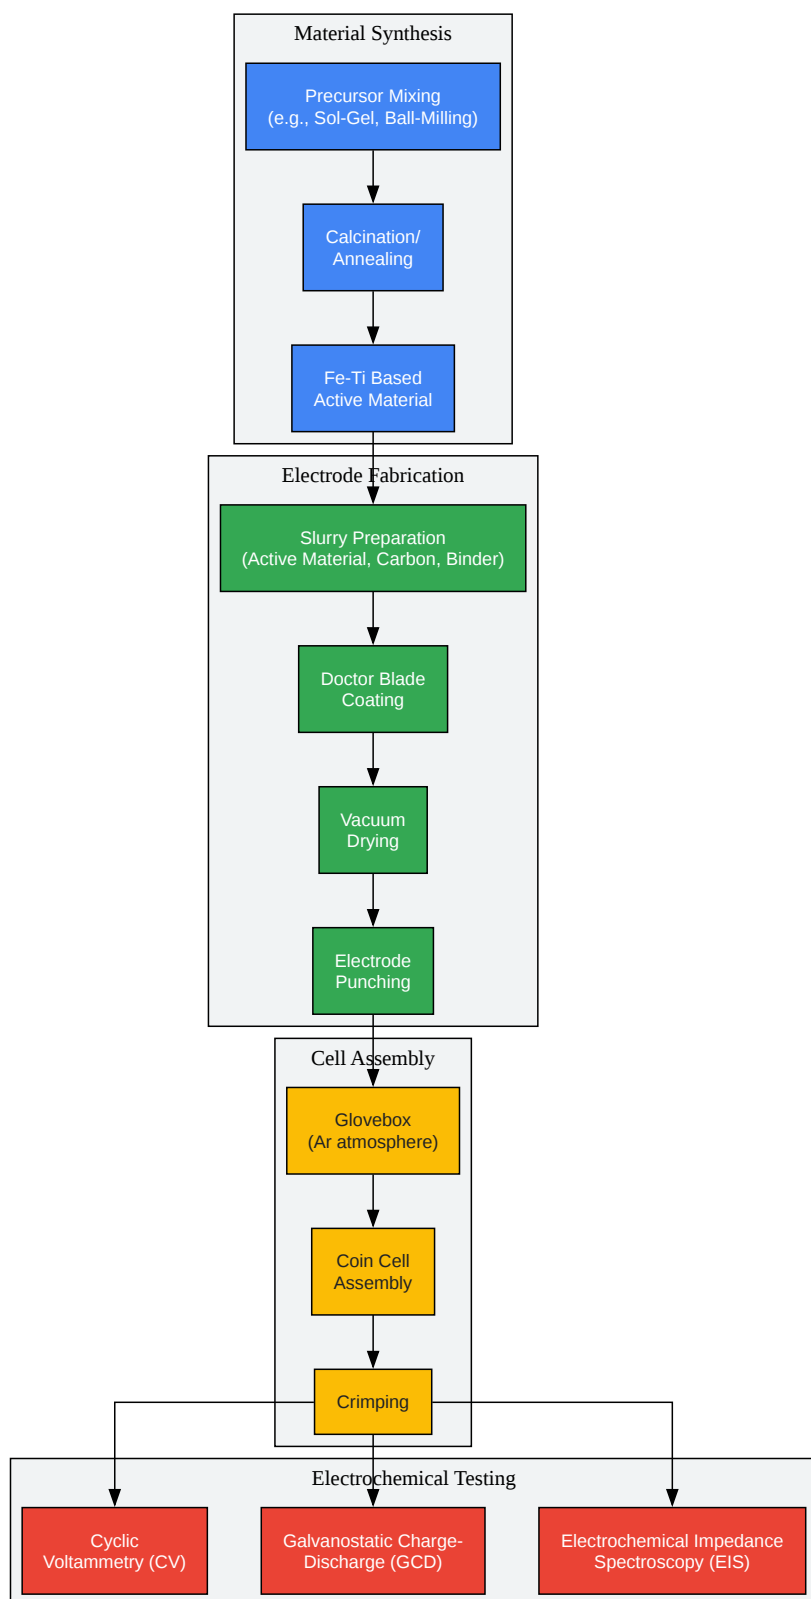 Material Synthesis
Precursor Mixing
(e.g., Sol-Gel, Ball-Milling)
Calcination/
Annealing
Fe-Ti Based
Active Material
Electrode Fabrication
Slurry Preparation
(Active Material, Carbon, Binder)
Doctor Blade
Coating
Vacuum
Drying
Electrode
Punching
Cell Assembly
Glovebox
(Ar atmosphere)
Coin Cell
Assembly
Crimping
Electrochemical Testing
Cyclic
Voltammetry (CV)
Galvanostatic Charge-
Discharge (GCD)
Electrochemical Impedance
Spectroscopy (EIS)